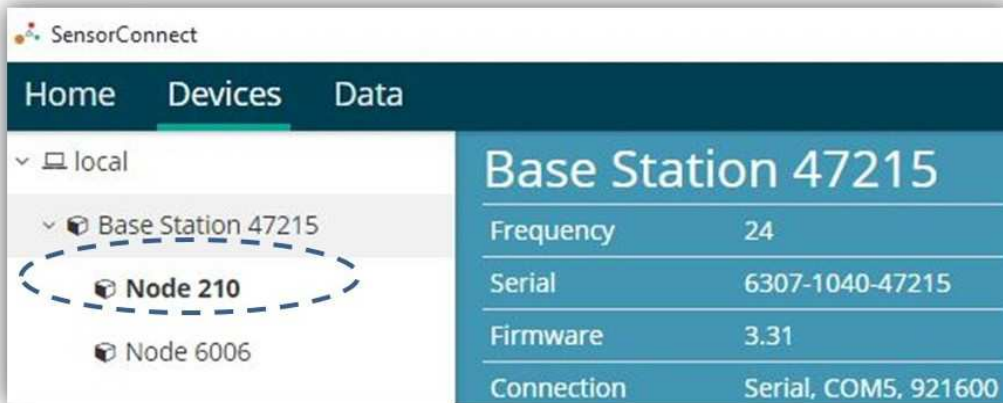 SensorConnect
Home Devices Data
local
Base Station 47215
Node 210
Node 6006
Base Station 47215
Frequency 24
Serial 6307-1040-47215
Firmware 3.31
Connection Serial, COM5, 921600